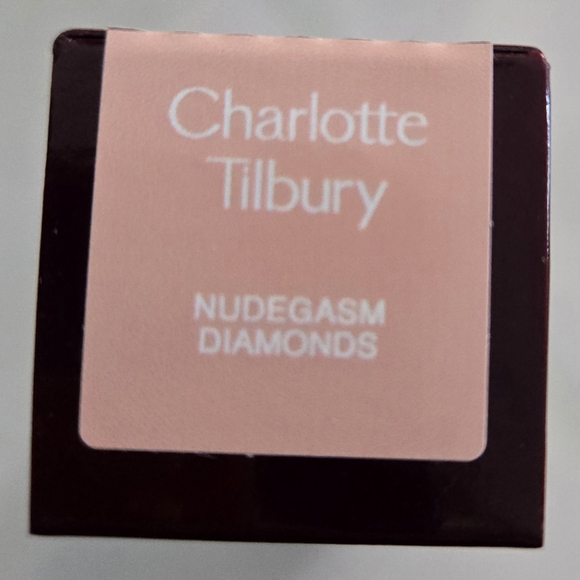 Charlotte
Tilbury
NUDEGASM
DIAMONDS